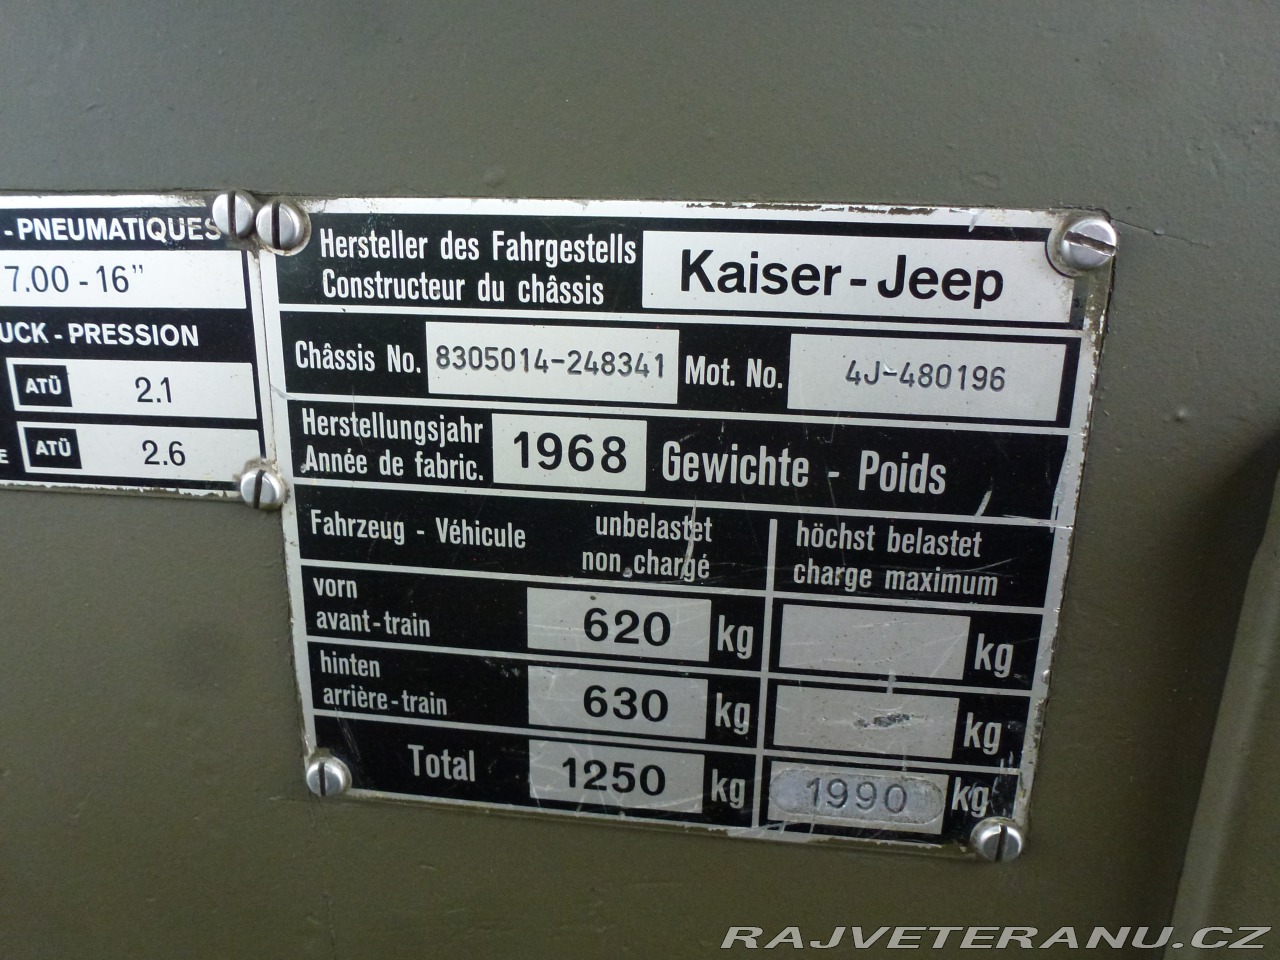 - PNEUMATIQUES
7.00 - 16"
UCK - PRESSION
ATÜ 2.1
E ATÜ 2.6
Hersteller des Fahrgestells
Constructeur du châssis
Kaiser-Jeep
Châssis No. 8305014-248341 Mot. No. 4J-480196
Herstellungsjahr
Année de fabric.
1968 Gewichte - Poids
Fahrzeug - Véhicule
unbelastet
non chargé
höchst belastet
charge maximum
vorn
avant-train
620 kg kg
hinten
arrière-train
630 kg kg
Total 1250 kg 1990 kg
RAJVETERANU.CZ